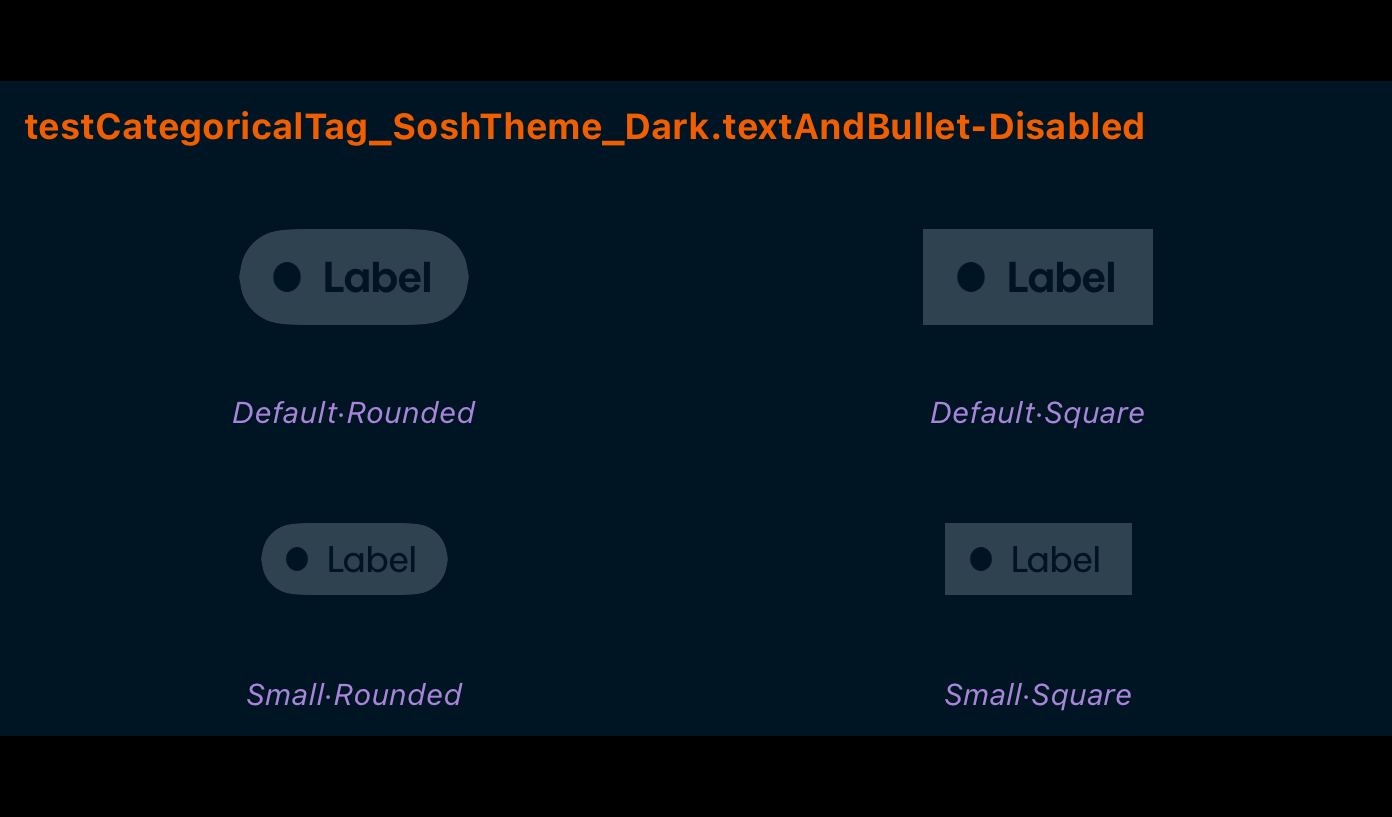 testCategoricalTag_SoshTheme_Dark.textAndBullet-Disabled
Label Label
Default·Rounded Default·Square
Label Label
Small·Rounded Small·Square